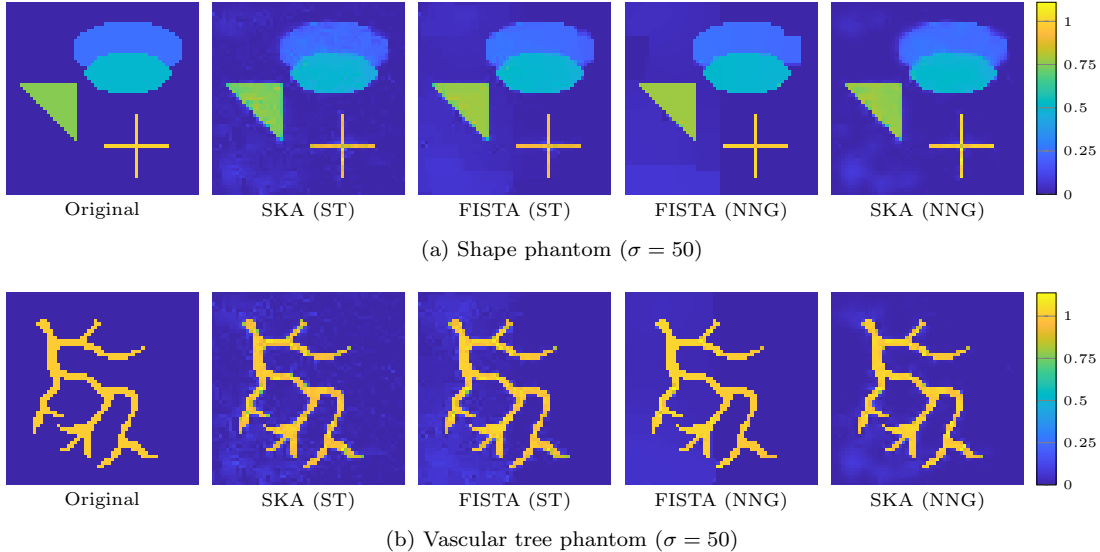 1
0.75
0.5
0.25
0
Original
SKA (ST)
FISTA (ST)
FISTA (NNG)
SKA (NNG)
(a) Shape phantom (σ = 50)
1
0.75
0.5
0.25
0
Original
SKA (ST)
FISTA (ST)
FISTA (NNG)
SKA (NNG)
(b) Vascular tree phantom (σ = 50)